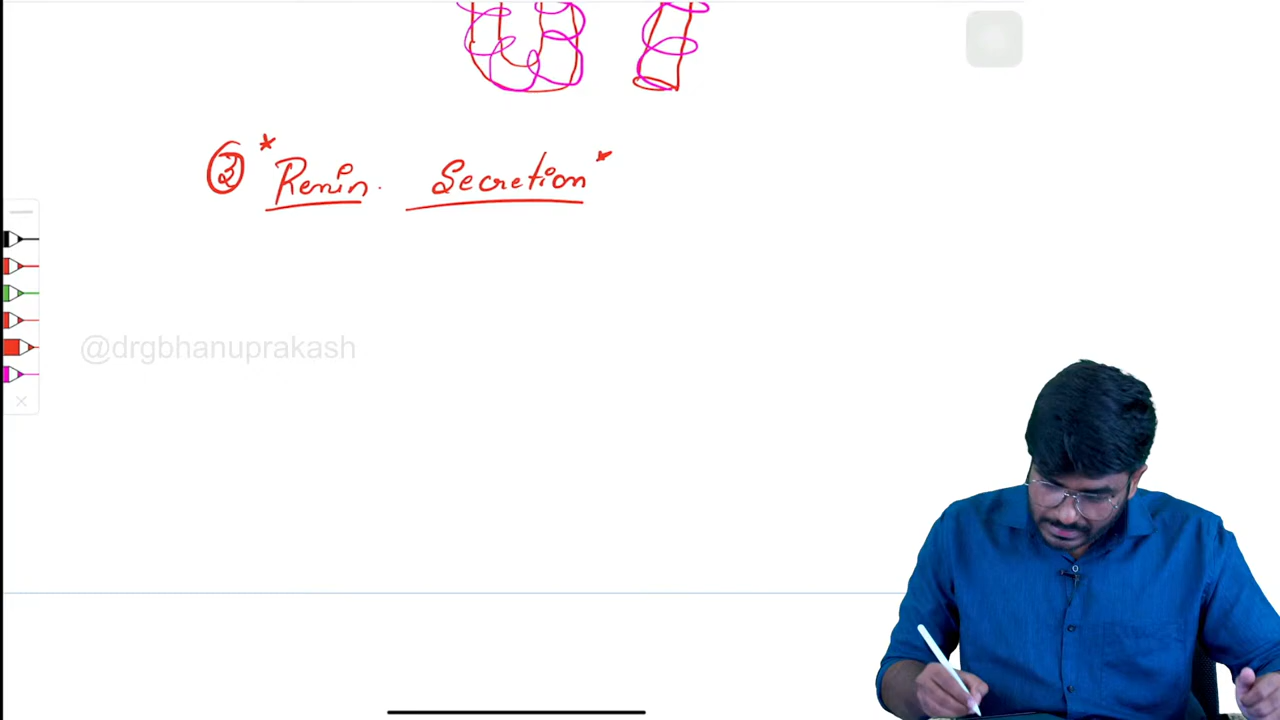 ② * Renin. Secretion *
@drgbhanuprakash